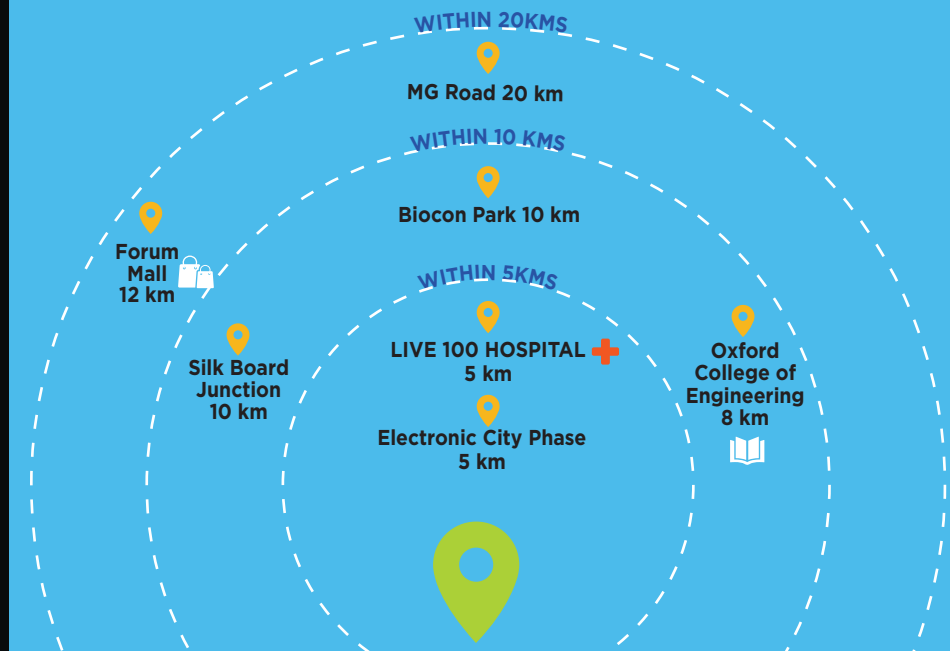 WITHIN 20KMS
MG Road 20 km
WITHIN 10 KMS
Biocon Park 10 km
Forum
Mall
12 km
WITHIN 5KMS
LIVE 100 HOSPITAL
5 km
Silk Board
Junction
10 km
Oxford
College of
Engineering
8 km
Electronic City Phase
5 km